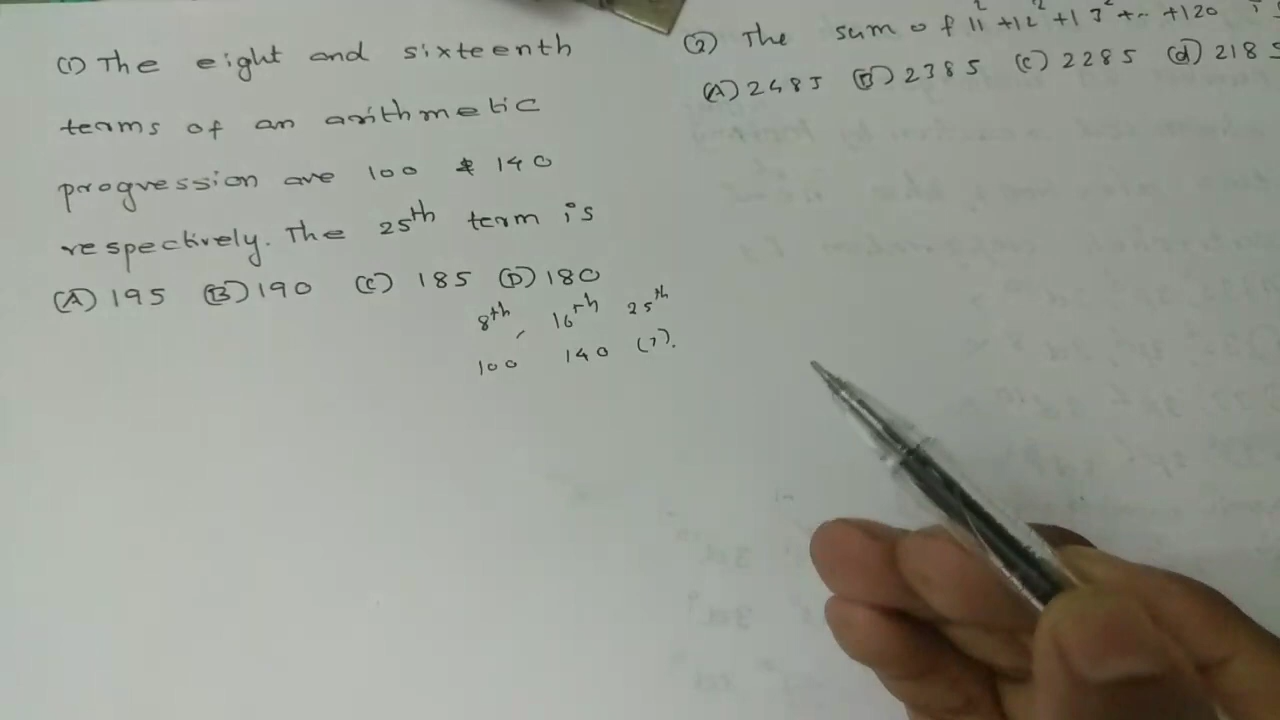 (1) The eight and sixteenth
terms of an arithmetic
progression are 100 & 140
respectively. The 25th term is
(A) 195 (B) 190 (C) 185 (D) 180
8th, 16th 25th
100 140 (?).
(2) The sum of 11² +12² +13² +... +120
(A) 2485 (B) 2385 (C) 2285 (d) 2185